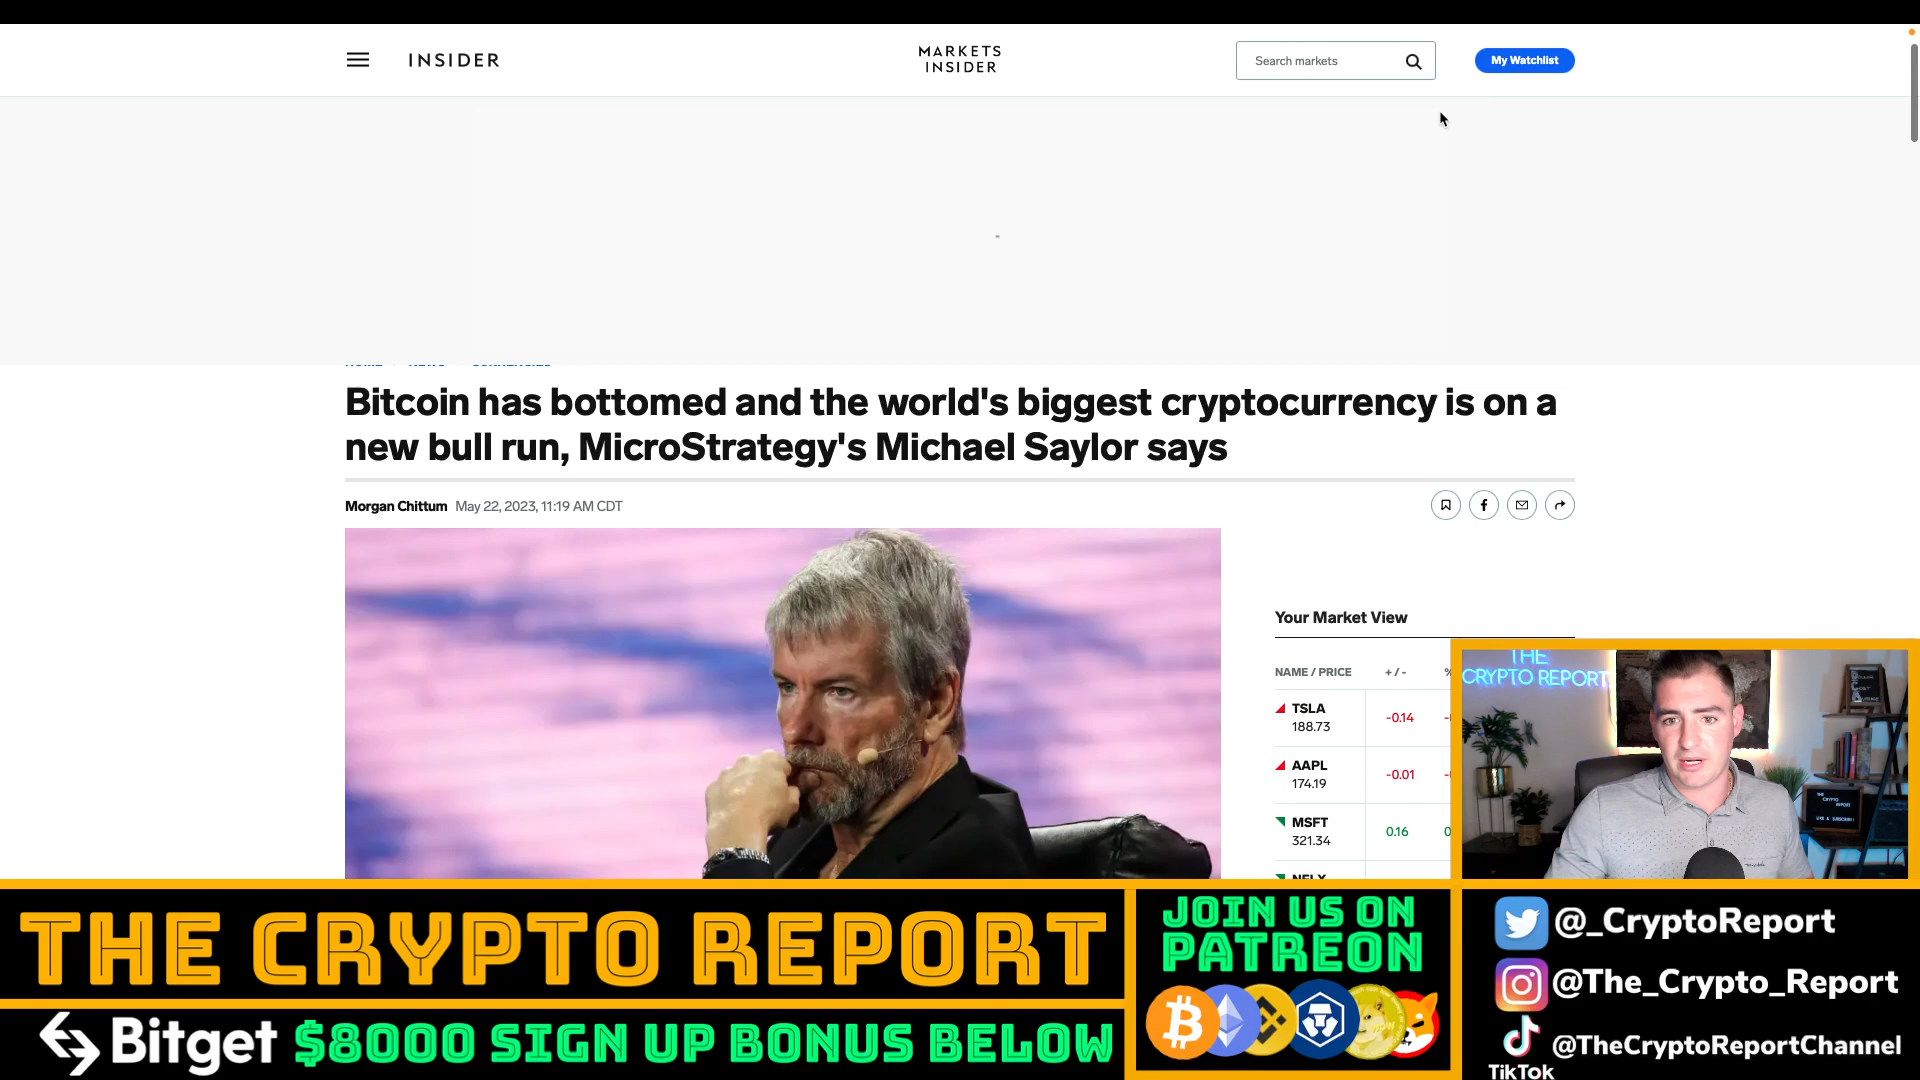 INSIDER
MARKETS
INSIDER
Search markets
My Watchlist
Bitcoin has bottomed and the world's biggest cryptocurrency is on a
new bull run, MicroStrategy's Michael Saylor says
Morgan Chittum May 22, 2023, 11:19 AM CDT
Your Market View
NAME / PRICE + / - %
TSLA
188.73
-0.14
AAPL
174.19
-0.01
MSFT
321.34
0.16
THE
CRYPTO REPORT
THE CRYPTO REPORT
JOIN US ON
PATREON
Bitget $8000 SIGN UP BONUS BELOW
@_CryptoReport
@The_Crypto_Report
@TheCryptoReportChannel
TikTok